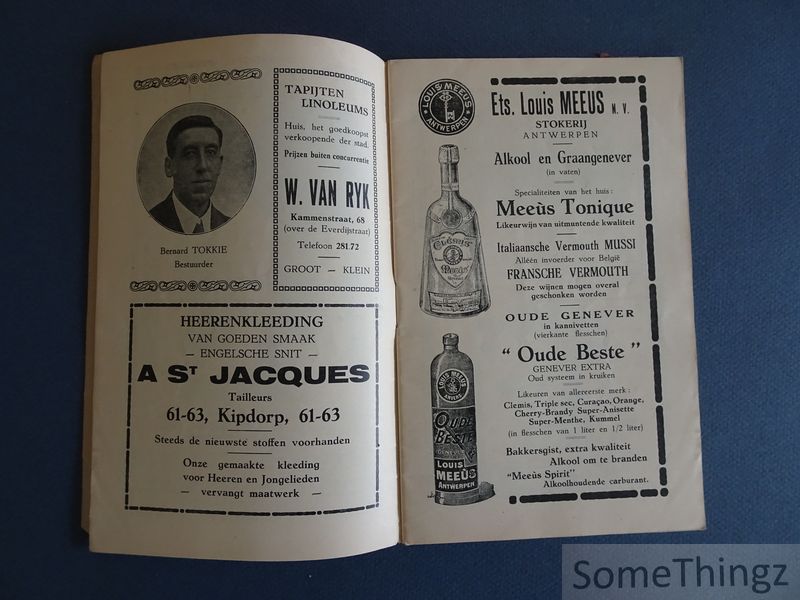 Bernard TOKKIE
Bestuurder
TAPIJTEN
LINOLEUMS
Huis, het goedkoopst
verkoopende der stad.
Prijzen buiten concurrentie
W. VAN RYK
Kammenstraat, 68
(over de Everdijstraat)
Telefoon 281.72
GROOT — KLEIN
HEERENKLEEDING
VAN GOEDEN SMAAK
— ENGELSCHE SNIT —
A ST JACQUES
Tailleurs
61-63, Kipdorp, 61-63
Steeds de nieuwste stoffen voorhanden
Onze gemaakte kleeding
voor Heeren en Jongelieden
— vervangt maatwerk —
LOUIS MEEUS
ANTWERPEN
Ets. Louis MEEUS N. V.
STOKERIJ
ANTWERPEN
Alkool en Graangenever
(in vaten)
Specialiteiten van het huis :
Meeùs Tonique
Likeurwijn van uitmuntende kwaliteit
Italiaansche Vermouth MUSSI
Alléén invoerder voor België
FRANSCHE VERMOUTH
Deze wijnen mogen overal
geschonken worden
OUDE GENEVER
in kannivetten
(vierkante flesschen)
“ Oude Beste ”
GENEVER EXTRA
Oud systeem in kruiken
Likeuren van allereerste merk :
Clemis, Triple sec, Curaçao, Orange,
Cherry-Brandy Super-Anisette
Super-Menthe, Kummel
(in flesschen van 1 liter en 1/2 liter)
Bakkersgist, extra kwaliteit
Alkool om te branden
“Meeùs Spirit”
Alkoolhoudende carburant.
CLÉMIS
Meeùs
LOUIS MEEUS
OUDE
BESTE
GENEVER
LOUIS
MEEÙS
ANTWERPEN
SomeThingz